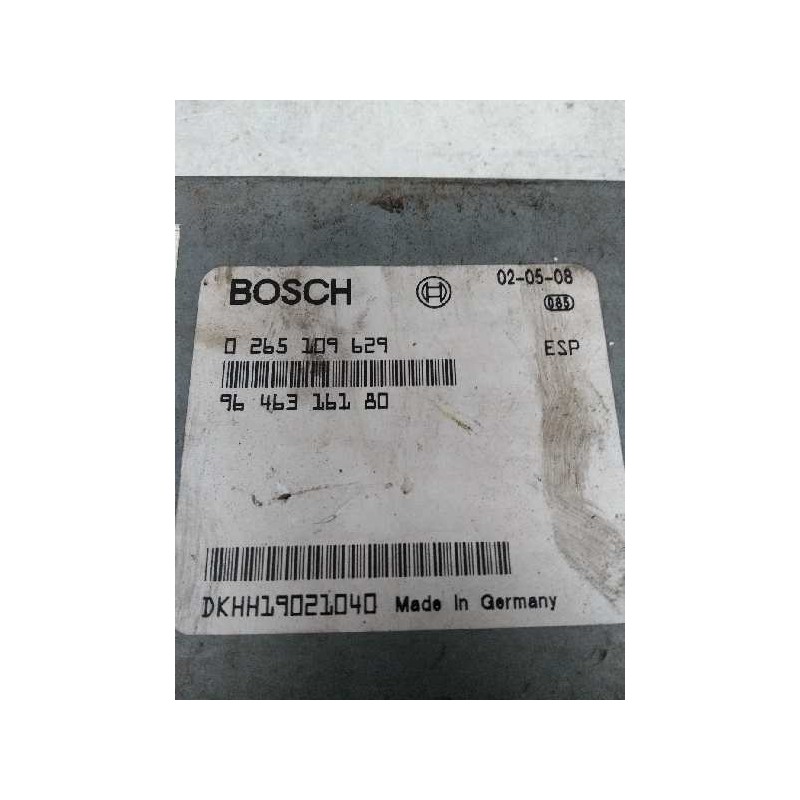 BOSCH
02-05-08
085
0 265 109 629
ESP
96 463 161 80
DKHH19021040 Made in Germany